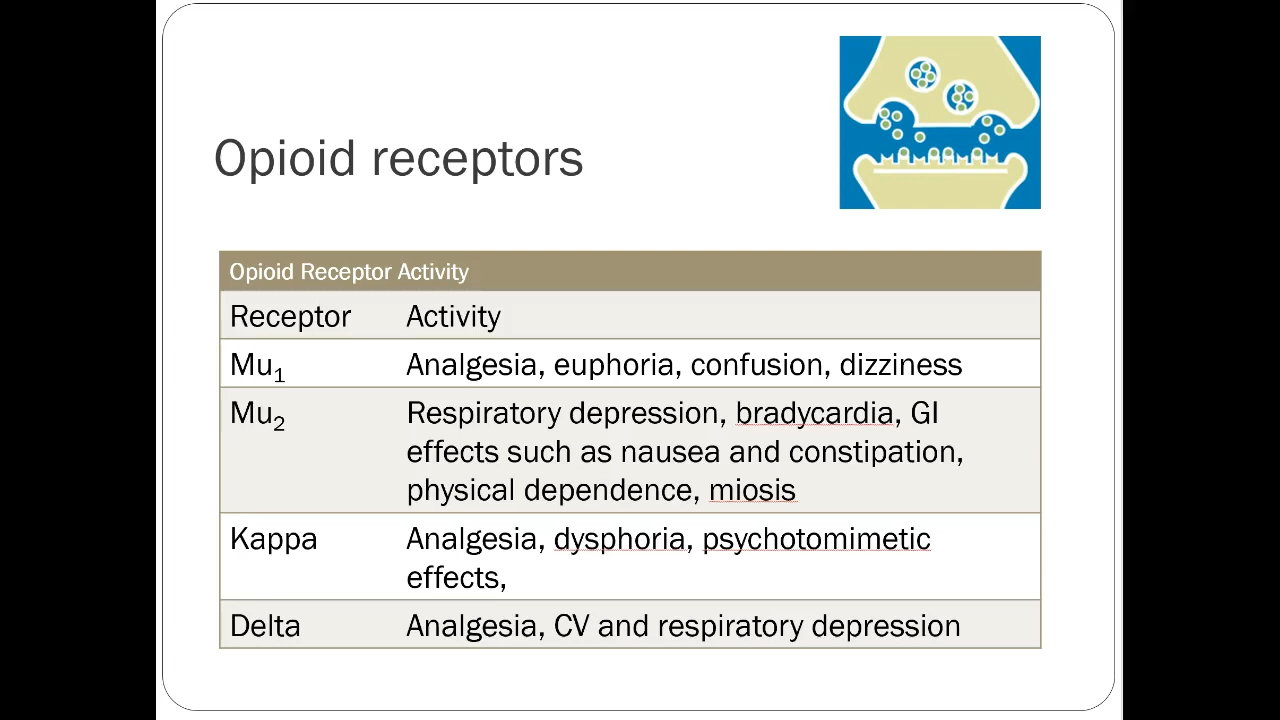 Opioid receptors
Opioid Receptor Activity
Receptor Activity
Mu₁ Analgesia, euphoria, confusion, dizziness
Mu₂ Respiratory depression, bradycardia, GI
effects such as nausea and constipation,
physical dependence, miosis
Kappa Analgesia, dysphoria, psychotomimetic
effects,
Delta Analgesia, CV and respiratory depression